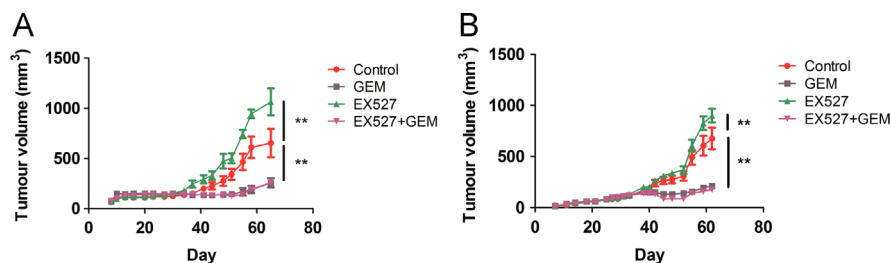 A
Tumour volume (mm3)
1500
1000
500
0
0 20 40 60 80
Day
Control
GEM
EX527
EX527+GEM
**
**
B
Tumour volume (mm3)
1500
1000
500
0
0 20 40 60 80
Day
Control
GEM
EX527
EX527+GEM
**
**